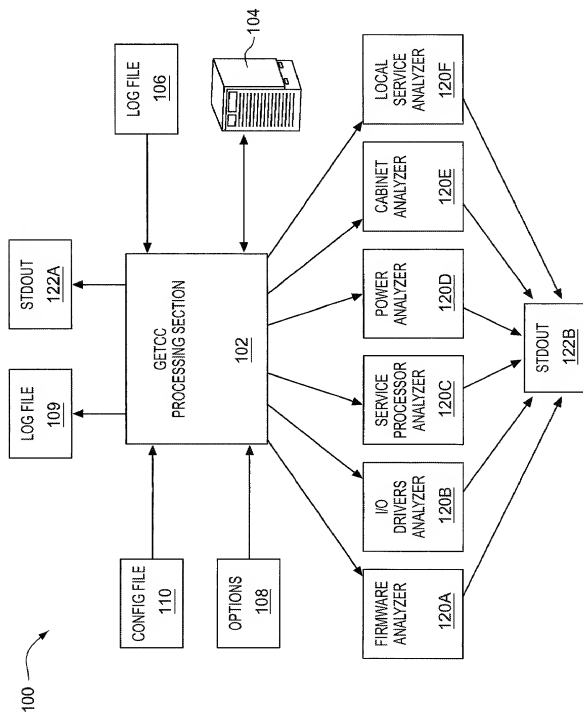 100
LOG FILE
109
STDOUT
122A
LOG FILE
106
104
CONFIG FILE
110
OPTIONS
108
GETCC
PROCESSING SECTION
102
FIRMWARE
ANALYZER
120A
I/O
DRIVERS
ANALYZER
120B
SERVICE
PROCESSOR
ANALYZER
120C
POWER
ANALYZER
120D
CABINET
ANALYZER
120E
LOCAL
SERVICE
ANALYZER
120F
STDOUT
122B